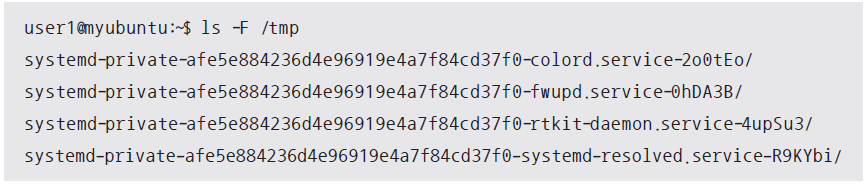 user1@myubuntu:~$ ls -F /tmp
systemd-private-afe5e884236d4e96919e4a7f84cd37f0-colord.service-2o0tEo/
systemd-private-afe5e884236d4e96919e4a7f84cd37f0-fwupd.service-0hDA3B/
systemd-private-afe5e884236d4e96919e4a7f84cd37f0-rtkit-daemon.service-4upSu3/
systemd-private-afe5e884236d4e96919e4a7f84cd37f0-systemd-resolved.service-R9KYbi/